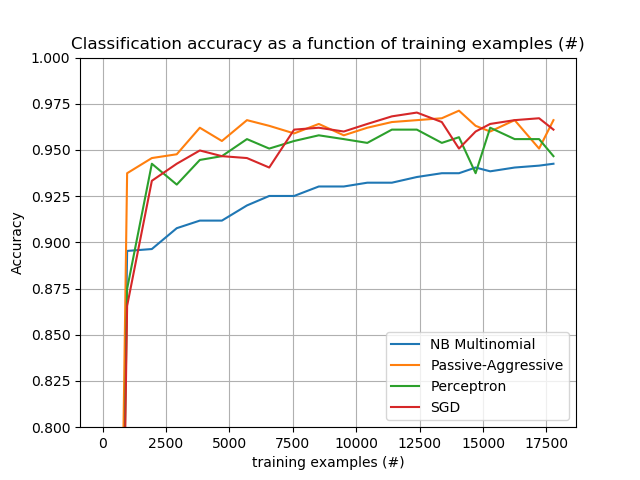 Classification accuracy as a function of training examples (#)
1.000
0.975
0.950
0.925
0.900
0.875
0.850
0.825
0.800
Accuracy
NB Multinomial
Passive-Aggressive
Perceptron
SGD
0 2500 5000 7500 10000 12500 15000 17500
training examples (#)